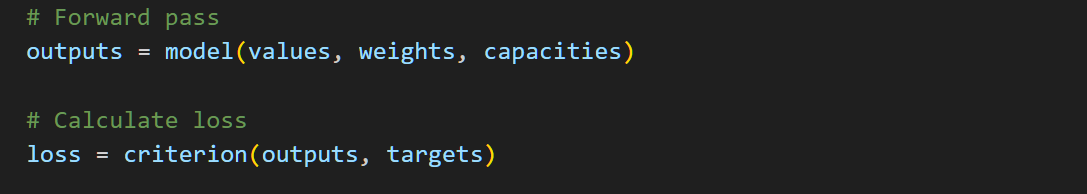 # Forward pass
outputs = model(values, weights, capacities)
# Calculate loss
loss = criterion(outputs, targets)